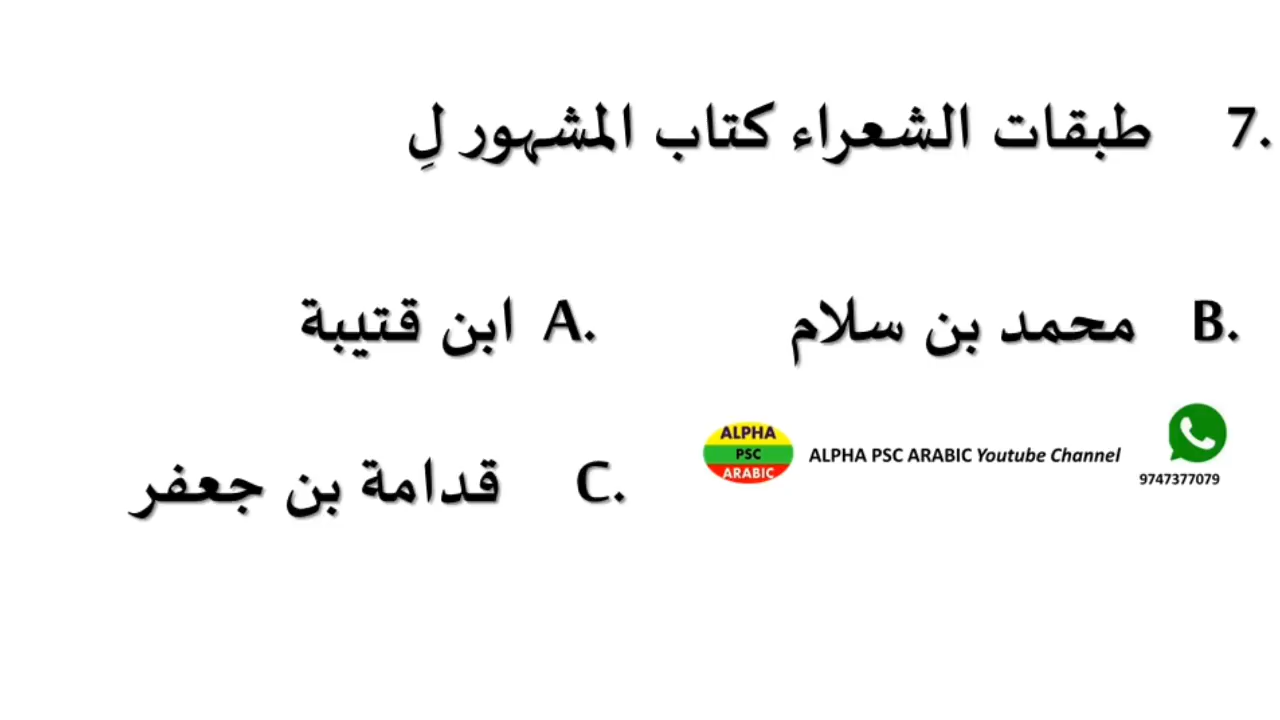 7. طبقات الشعراء كتاب المشهور لِ
B. محمد بن سلام
A. ابن قتيبة
ALPHA
PSC
ARABIC
ALPHA PSC ARABIC Youtube Channel
9747377079
C. قدامة بن جعفر